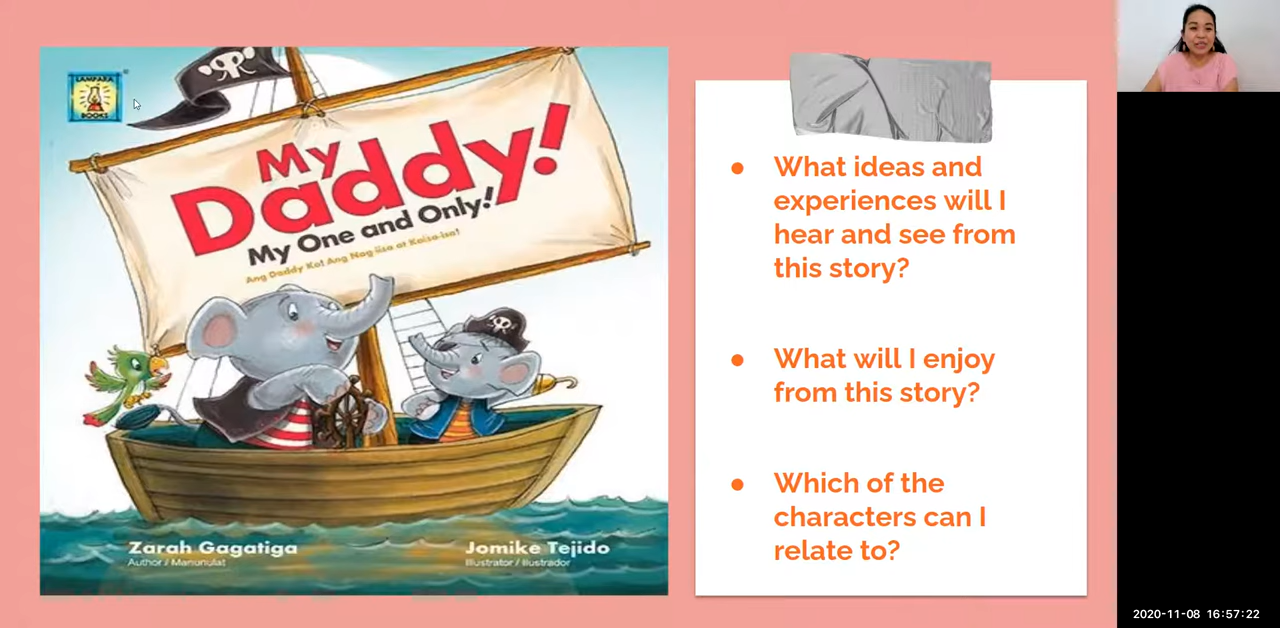 LAMPARA
BOOKS
My
Daddy!
My One and Only!
Ang Daddy Ko! Ang Nag-iisa at Kaisa-isa!
Zarah Gagatiga
Author / Manunulat
Jomike Tejido
Illustrator / Ilustrador
● What ideas and
experiences will I
hear and see from
this story?
● What will I enjoy
from this story?
● Which of the
characters can I
relate to?
2020-11-08 16:57:22